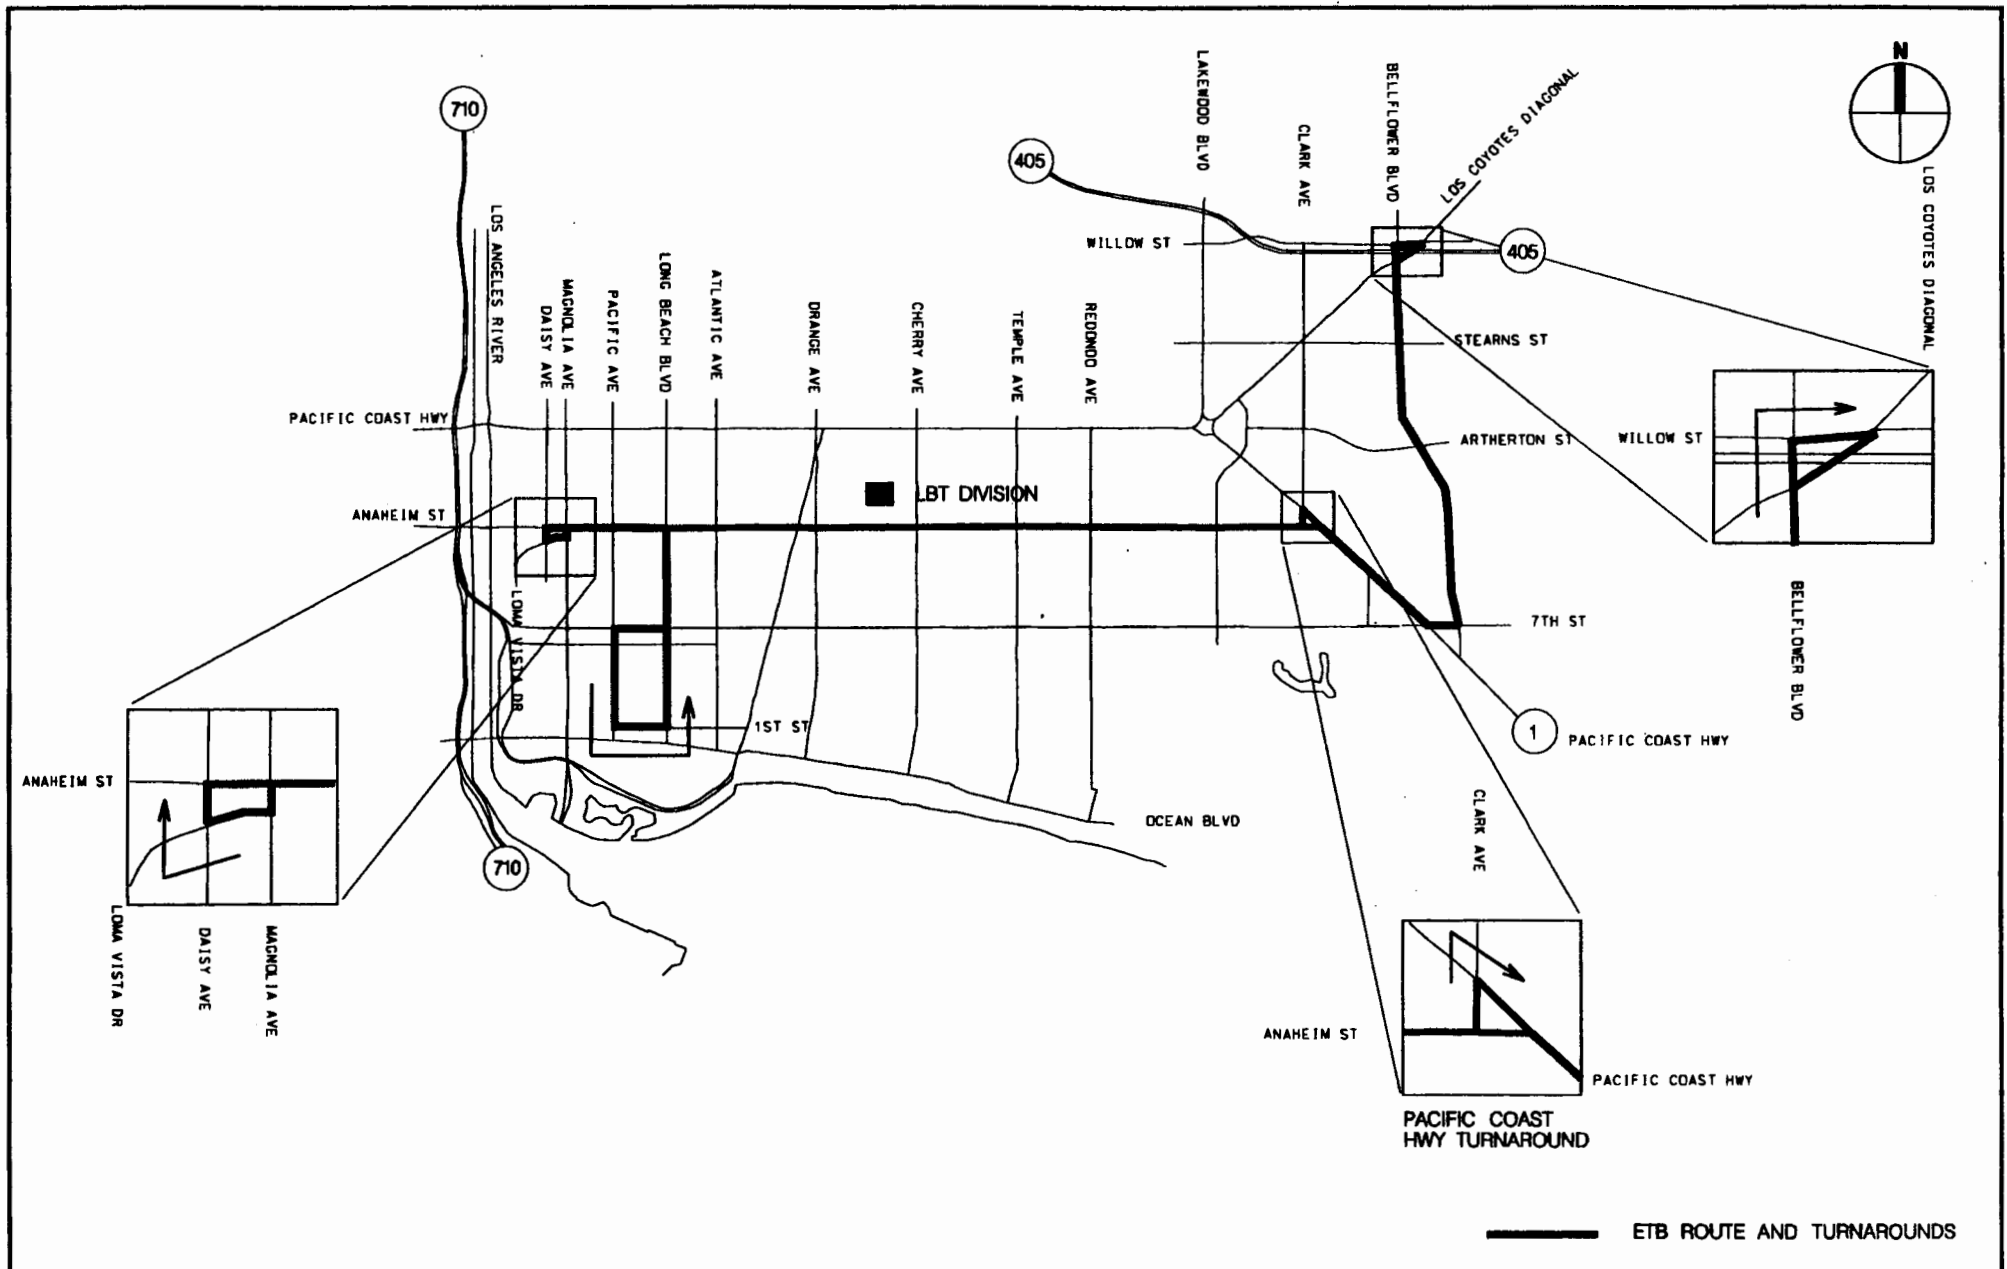 N
710
LAKEWOOD BLVD
BELLFLOWER BLVD
LOS COYOTES DIAGONAL
405
CLARK AVE
LOS COYOTES DIAGONAL
LOS ANGELES RIVER
WILLOW ST
405
LONG BEACH BLVD
ATLANTIC AVE
MAGNOLIA AVE
DAISY AVE
PACIFIC AVE
ORANGE AVE
CHERRY AVE
TEMPLE AVE
REDONDO AVE
STEARNS ST
PACIFIC COAST HWY
ARTHERTON ST
WILLOW ST
LBT DIVISION
ANAHEIM ST
LOMA VISTA DR
7TH ST
BELLFLOWER BLVD
1ST ST
1
PACIFIC COAST HWY
ANAHEIM ST
OCEAN BLVD
CLARK AVE
710
LOMA VISTA DR
DAISY AVE
MAGNOLIA AVE
ANAHEIM ST
PACIFIC COAST HWY
PACIFIC COAST
HWY TURNAROUND
ETB ROUTE AND TURNAROUNDS